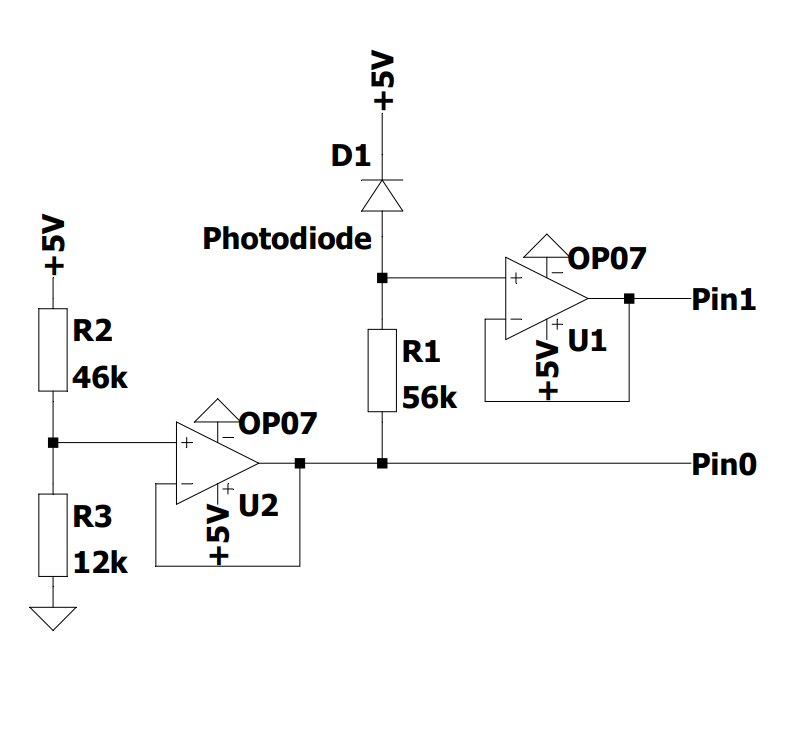 +5V
D1
Photodiode
+5V
OP07
+
−
Pin1
R2
46k
−
+
U1
+5V
R1
56k
OP07
+
−
Pin0
−
+
U2
+5V
R3
12k